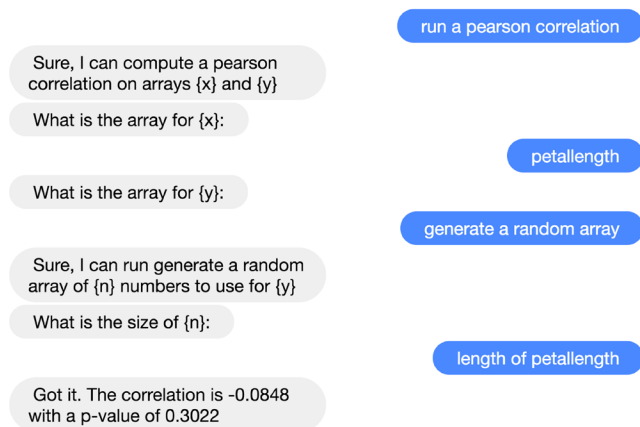 run a pearson correlation
Sure, I can compute a pearson
correlation on arrays {x} and {y}
What is the array for {x}:
petallength
What is the array for {y}:
generate a random array
Sure, I can run generate a random
array of {n} numbers to use for {y}
What is the size of {n}:
length of petallength
Got it. The correlation is -0.0848
with a p-value of 0.3022